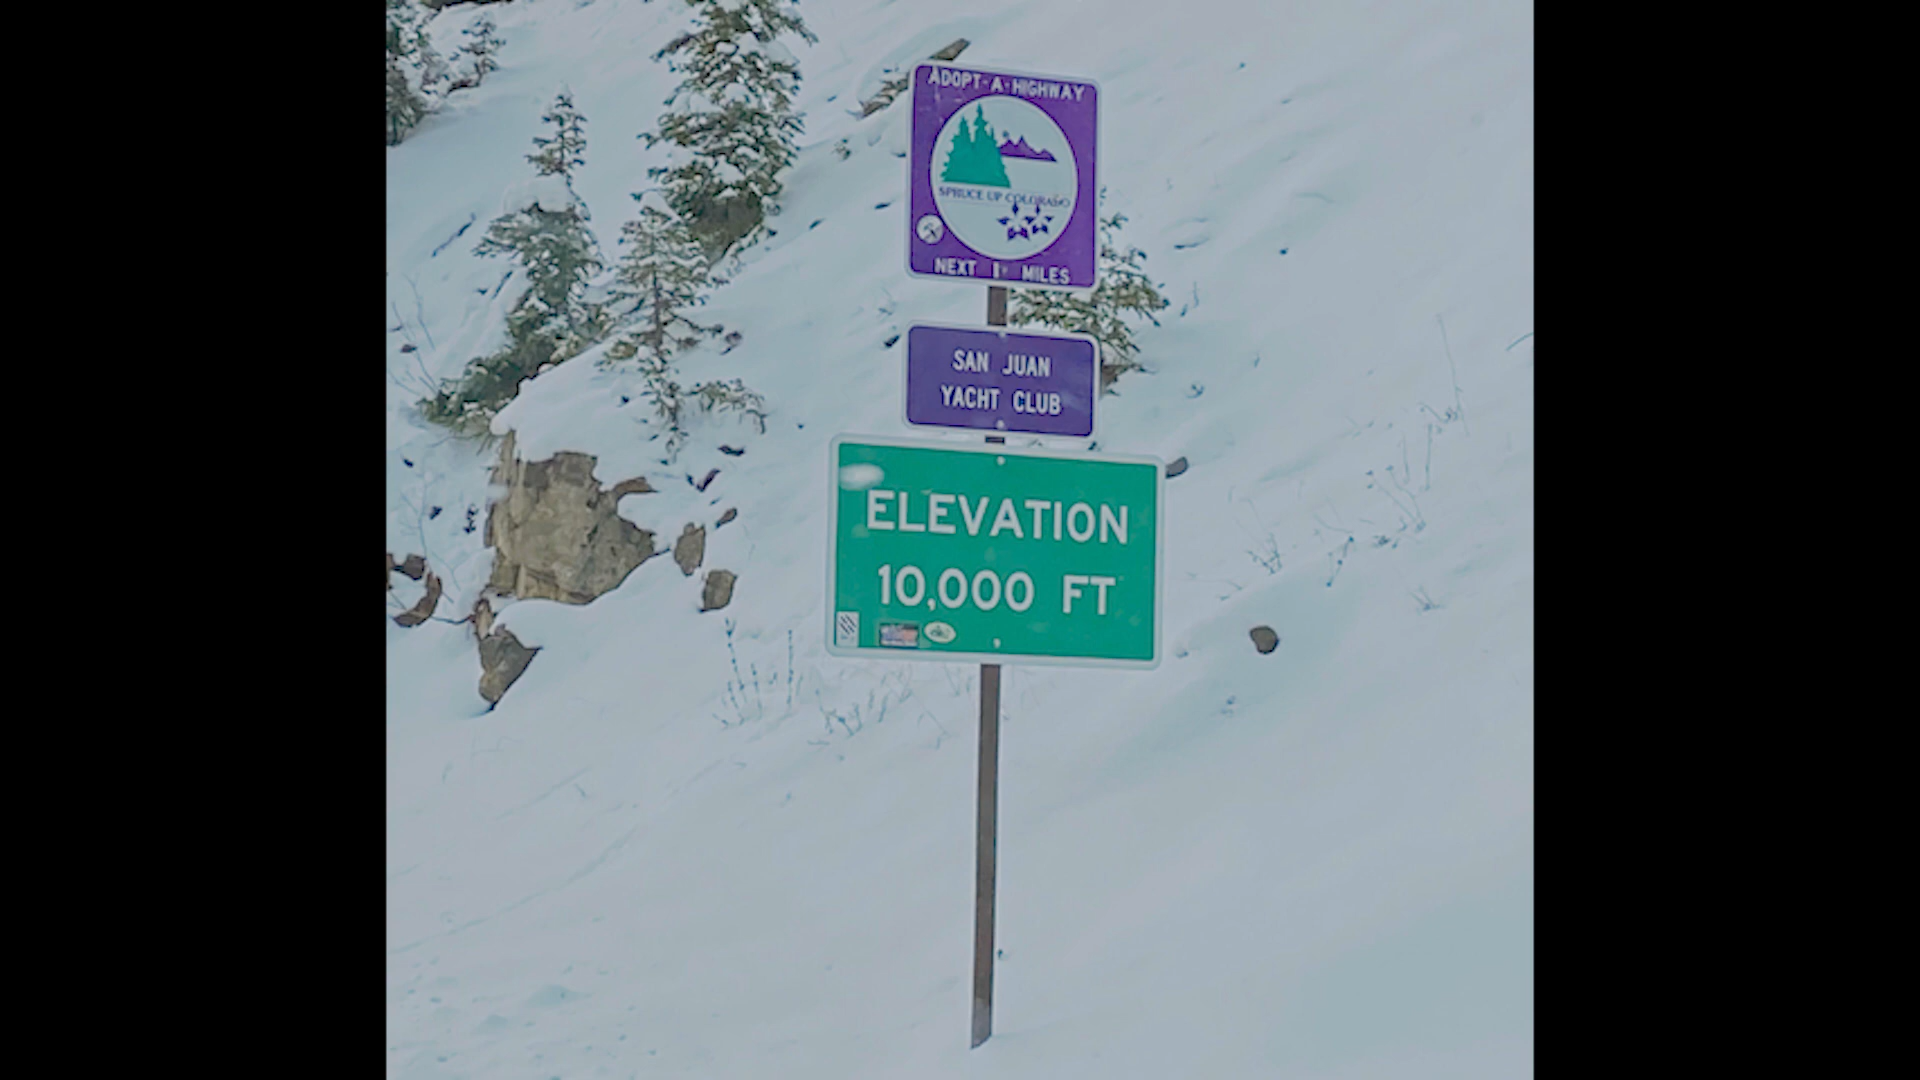 ADOPT-A-HIGHWAY
SPRUCE UP COLORADO
NEXT 1 MILES
SAN JUAN
YACHT CLUB
ELEVATION
10,000 FT